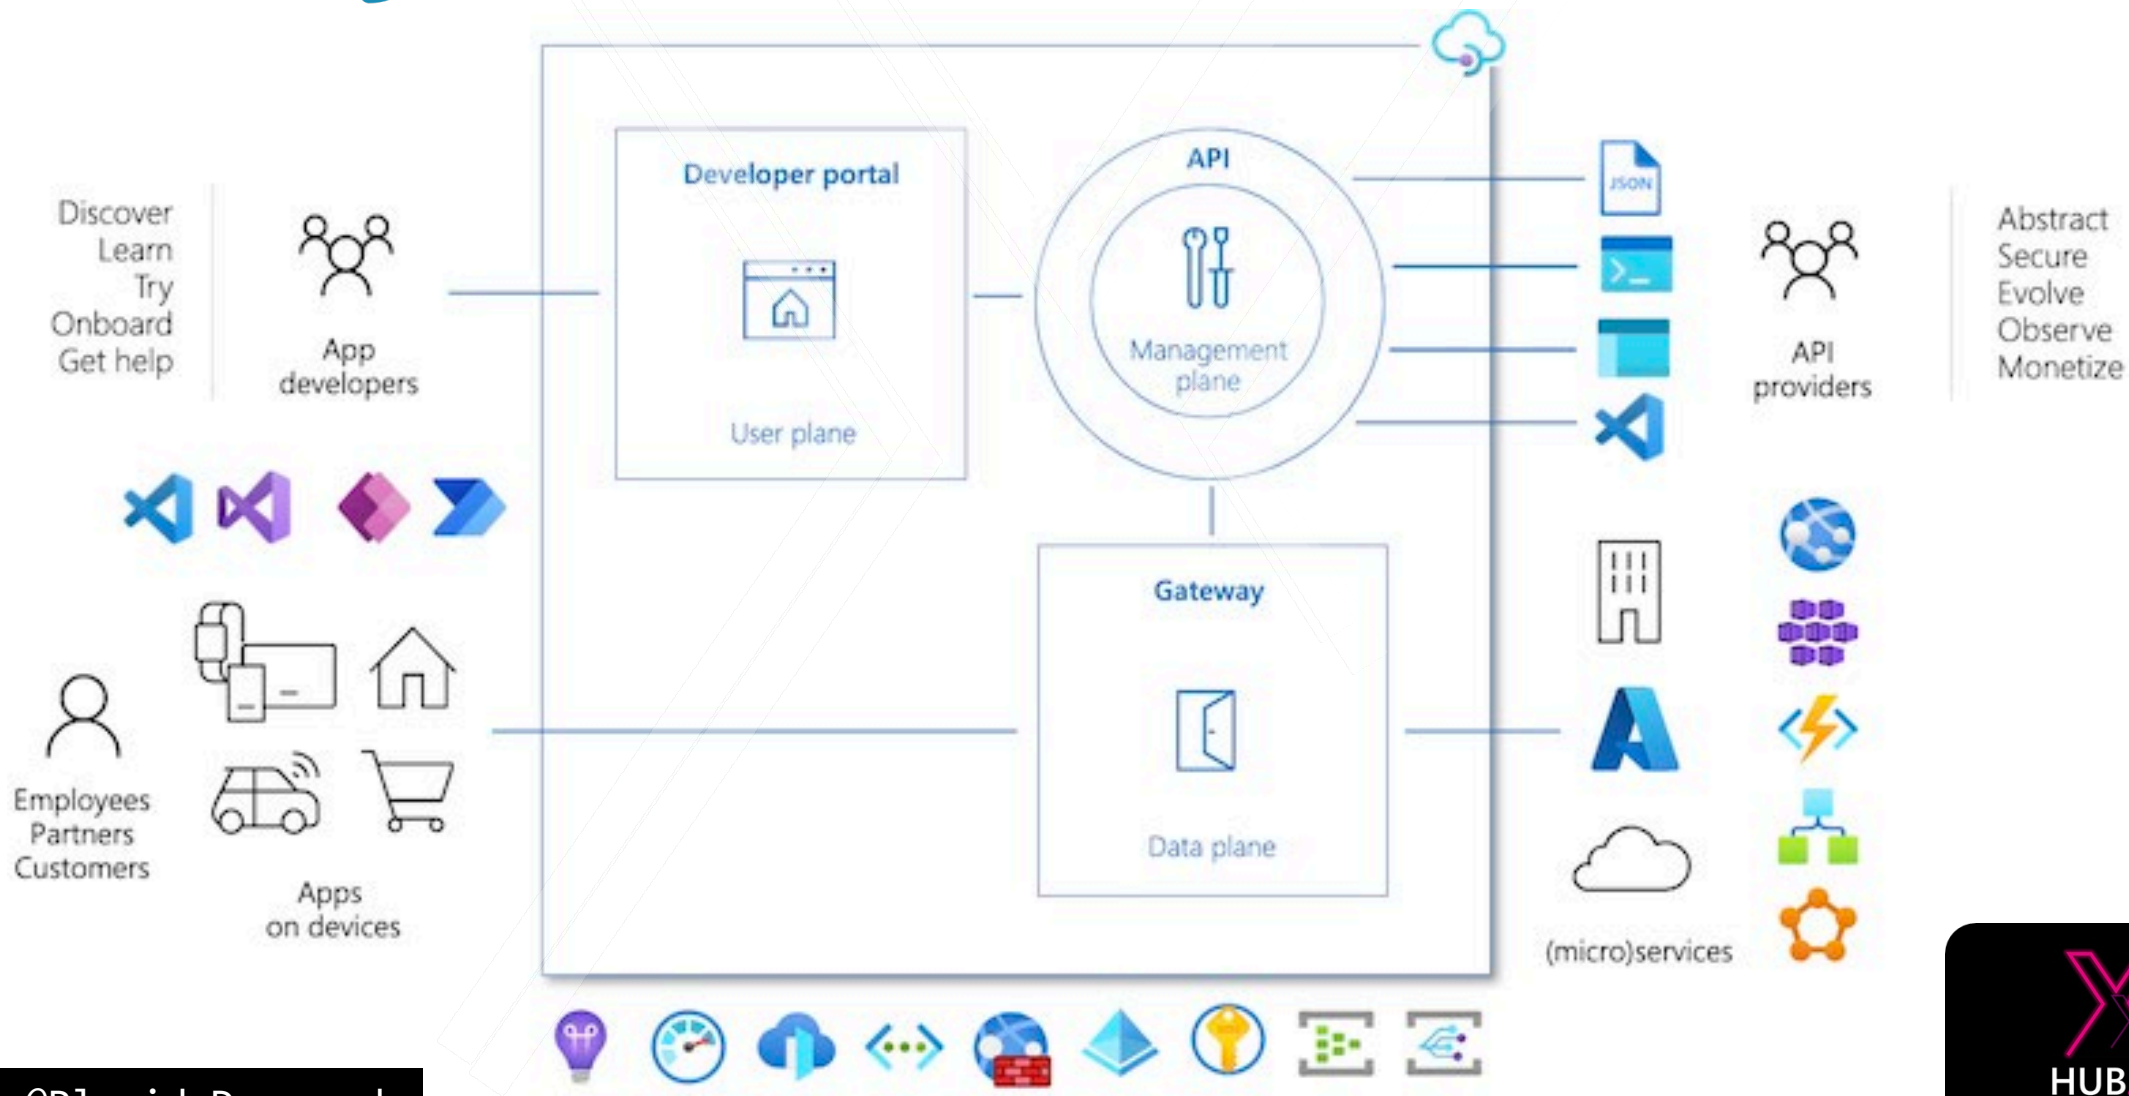 Developer portal
User plane
API
Management
plane
Gateway
Data plane
Discover
Learn
Try
Onboard
Get help
App
developers
JSON
API
providers
Abstract
Secure
Evolve
Observe
Monetize
Employees
Partners
Customers
Apps
on devices
(micro)services
HUB